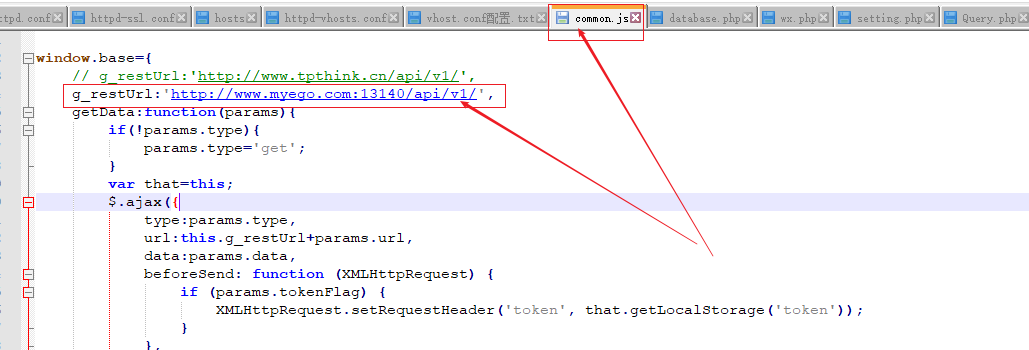 tpd.conf httpd-ssl.conf hosts httpd-vhosts.conf vhost.conf配置.txt common.js database.php wx.php setting.php Query.php
window.base={
// g_restUrl:'http://www.tpthink.cn/api/v1/',
g_restUrl:'http://www.myego.com:13140/api/v1/',
getData:function(params){
if(!params.type){
params.type='get';
}
var that=this;
$.ajax({
type:params.type,
url:this.g_restUrl+params.url,
data:params.data,
beforeSend: function (XMLHttpRequest) {
if (params.tokenFlag) {
XMLHttpRequest.setRequestHeader('token', that.getLocalStorage('token'));
}
},